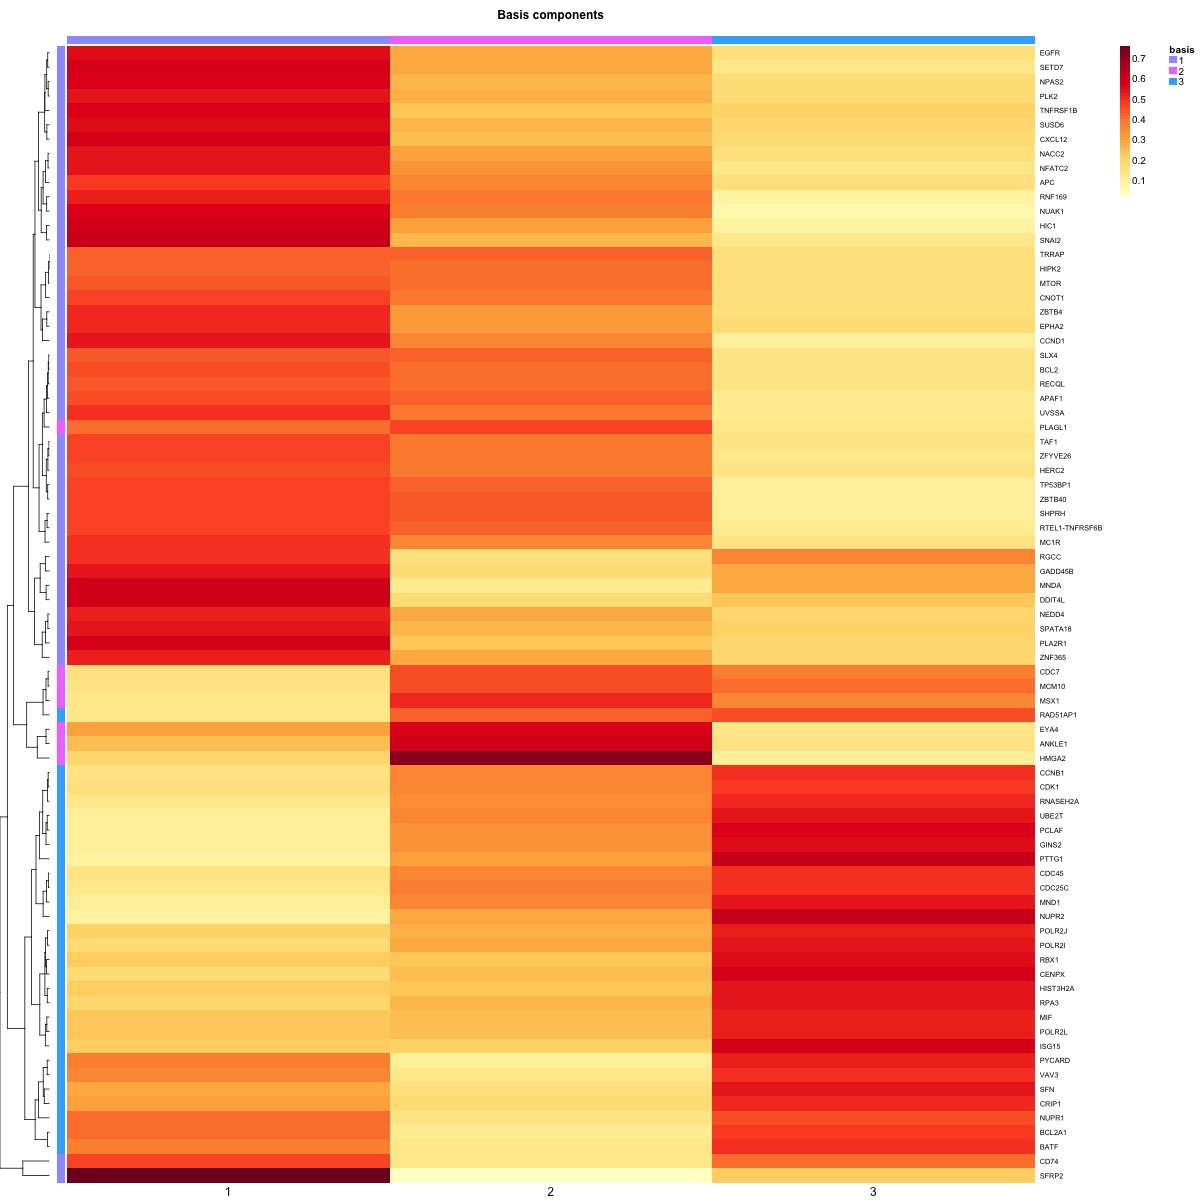 Basis components
EGFR
SETD7
NPAS2
PLK2
TNFRSF1B
SUSD6
CXCL12
NACC2
NFATC2
APC
RNF169
NUAK1
HIC1
SNAI2
TRRAP
HIPK2
MTOR
CNOT1
ZBTB4
EPHA2
CCND1
SLX4
BCL2
RECQL
APAF1
UVSSA
PLAGL1
TAF1
ZFYVE26
HERC2
TP53BP1
ZBTB40
SHPRH
RTEL1-TNFRSF6B
MC1R
RGCC
GADD45B
MNDA
DDIT4L
NEDD4
SPATA18
PLA2R1
ZNF365
CDC7
MCM10
MSX1
RAD51AP1
EYA4
ANKLE1
HMGA2
CCNB1
CDK1
RNASEH2A
UBE2T
PCLAF
GINS2
PTTG1
CDC45
CDC25C
MND1
NUPR2
POLR2J
POLR2I
RBX1
CENPX
HIST3H2A
RPA3
MIF
POLR2L
ISG15
PYCARD
VAV3
SFN
CRIP1
NUPR1
BCL2A1
BATF
CD74
SFRP2
1 2 3
0.7
0.6
0.5
0.4
0.3
0.2
0.1
basis
1
2
3